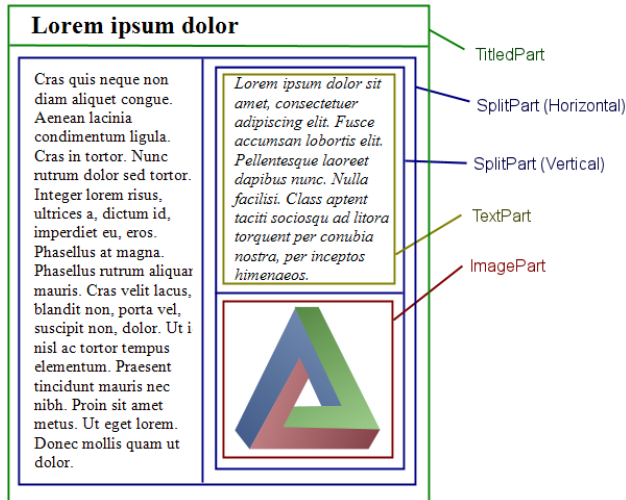 Lorem ipsum dolor
Cras quis neque non
diam aliquet congue.
Aenean lacinia
condimentum ligula.
Cras in tortor. Nunc
rutrum dolor sed tortor.
Integer lorem risus,
ultrices a, dictum id,
imperdiet eu, eros.
Phasellus at magna.
Phasellus rutrum aliquar
mauris. Cras velit lacus,
blandit non, porta vel,
suscipit non, dolor. Ut i
nisl ac tortor tempus
elementum. Praesent
tincidunt mauris nec
nibh. Proin sit amet
metus. Ut eget lorem.
Donec mollis quam ut
dolor.
Lorem ipsum dolor sit
amet, consectetuer
adipiscing elit. Fusce
accumsan lobortis elit.
Pellentesque laoreet
dapibus nunc. Nulla
facilisi. Class aptent
taciti sociosqu ad litora
torquent per conubia
nostra, per inceptos
himenaeos.
TitledPart
SplitPart (Horizontal)
SplitPart (Vertical)
TextPart
ImagePart